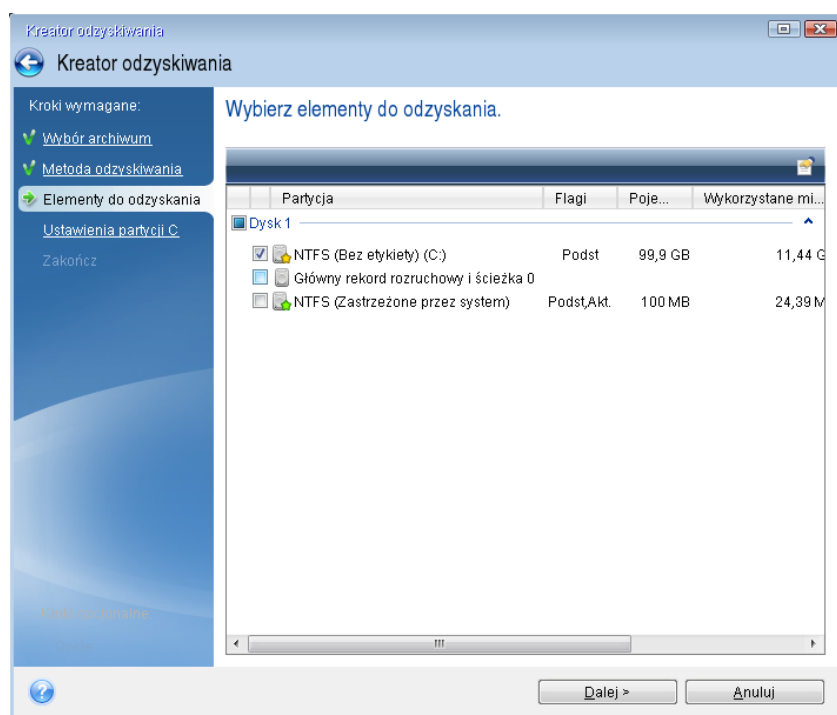 Kreator odzyskiwania
Kreator odzyskiwania
Kroki wymagane:
Wybór archiwum
Metoda odzyskiwania
Elementy do odzyskania
Ustawienia partycji C
Zakończ
Wybierz elementy do odzyskania.
Partycja Flagi Poje... Wykorzystane mi...
Dysk 1
NTFS (Bez etykiety) (C:) Podst 99,9 GB 11,44 G
Główny rekord rozruchowy i ścieżka 0
NTFS (Zastrzeżone przez system) Podst,Akt. 100 MB 24,39 M
Dalej >
Anuluj